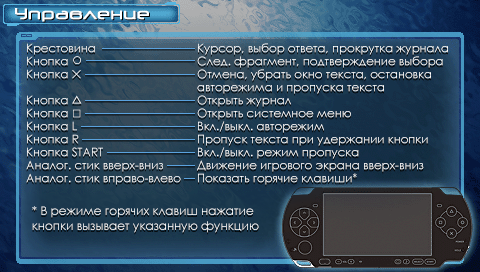 Управление
Крестовина — Курсор, выбор ответа, прокрутка журнала
Кнопка ○ — След. фрагмент, подтверждение выбора
Кнопка ✕ — Отмена, убрать окно текста, остановка
авторежима и пропуска текста
Кнопка △ — Открыть журнал
Кнопка □ — Открыть системное меню
Кнопка L — Вкл./выкл. авторежим
Кнопка R — Пропуск текста при удержании кнопки
Кнопка START — Вкл./выкл. режим пропуска
Аналог. стик вверх-вниз — Движение игрового экрана вверх-вниз
Аналог. стик вправо-влево — Показать горячие клавиши*
* В режиме горячих клавиш нажатие
кнопки вызывает указанную функцию